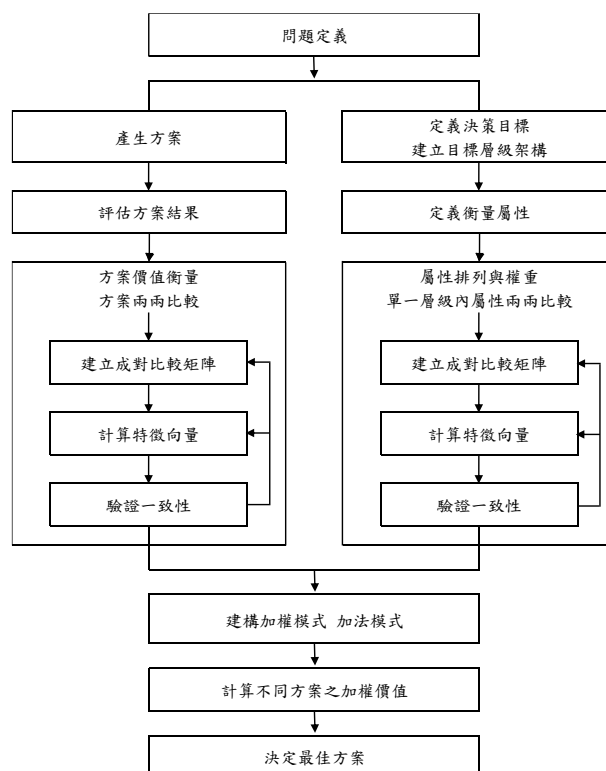 問題定義
產生方案
定義決策目標
建立目標層級架構
評估方案結果
定義衡量屬性
方案價值衡量
方案兩兩比較
建立成對比較矩陣
計算特徵向量
驗證一致性
屬性排列與權重
單一層級內屬性兩兩比較
建立成對比較矩陣
計算特徵向量
驗證一致性
建構加權模式 加法模式
計算不同方案之加權價值
決定最佳方案